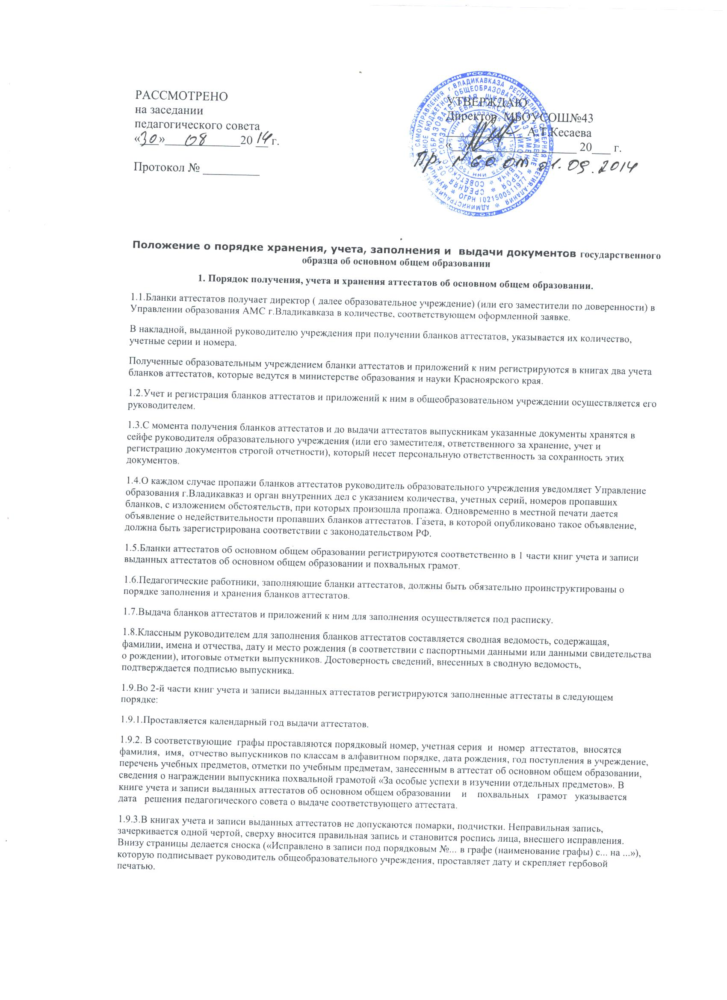 РАССМОТРЕНО
на заседании
педагогического совета
«30» 08 2014 г.
Протокол №
УТВЕРЖДАЮ
Директор МБОУСОШ№43
А.Т.Кесаева
« » 20___ г.
Пр. №60 от 01.09.2014
ОГРН 1021500511977
Положение о порядке хранения, учета, заполнения и выдачи документов государственного
образца об основном общем образовании
1. Порядок получения, учета и хранения аттестатов об основном общем образовании.
1.1.Бланки аттестатов получает директор ( далее образовательное учреждение) (или его заместители по доверенности) в
Управлении образования АМС г.Владикавказа в количестве, соответствующем оформленной заявке.
В накладной, выданной руководителю учреждения при получении бланков аттестатов, указывается их количество,
учетные серии и номера.
Полученные образовательным учреждением бланки аттестатов и приложений к ним регистрируются в книгах два учета
бланков аттестатов, которые ведутся в министерстве образования и науки Красноярского края.
1.2.Учет и регистрация бланков аттестатов и приложений к ним в общеобразовательном учреждении осуществляется его
руководителем.
1.3.С момента получения бланков аттестатов и до выдачи аттестатов выпускникам указанные документы хранятся в
сейфе руководителя образовательного учреждения (или его заместителя, ответственного за хранение, учет и
регистрацию документов строгой отчетности), который несет персональную ответственность за сохранность этих
документов.
1.4.О каждом случае пропажи бланков аттестатов руководитель образовательного учреждения уведомляет Управление
образования г.Владикавказ и орган внутренних дел с указанием количества, учетных серий, номеров пропавших
бланков, с изложением обстоятельств, при которых произошла пропажа. Одновременно в местной печати дается
объявление о недействительности пропавших бланков аттестатов. Газета, в которой опубликовано такое объявление,
должна быть зарегистрирована соответствии с законодательством РФ.
1.5.Бланки аттестатов об основном общем образовании регистрируются соответственно в 1 части книг учета и записи
выданных аттестатов об основном общем образовании и похвальных грамот.
1.6.Педагогические работники, заполняющие бланки аттестатов, должны быть обязательно проинструктированы о
порядке заполнения и хранения бланков аттестатов.
1.7.Выдача бланков аттестатов и приложений к ним для заполнения осуществляется под расписку.
1.8.Классным руководителем для заполнения бланков аттестатов составляется сводная ведомость, содержащая,
фамилии, имена и отчества, дату и место рождения (в соответствии с паспортными данными или данными свидетельства
о рождении), итоговые отметки выпускников. Достоверность сведений, внесенных в сводную ведомость,
подтверждается подписью выпускника.
1.9.Во 2-й части книг учета и записи выданных аттестатов регистрируются заполненные аттестаты в следующем
порядке:
1.9.1.Проставляется календарный год выдачи аттестатов.
1.9.2. В соответствующие графы проставляются порядковый номер, учетная серия и номер аттестатов, вносятся
фамилия, имя, отчество выпускников по классам в алфавитном порядке, дата рождения, год поступления в учреждение,
перечень учебных предметов, отметки по учебным предметам, занесенным в аттестат об основном общем образовании,
сведения о награждении выпускника похвальной грамотой «За особые успехи в изучении отдельных предметов». В
книге учета и записи выданных аттестатов об основном общем образовании и похвальных грамот указывается
дата решения педагогического совета о выдаче соответствующего аттестата.
1.9.3.В книгах учета и записи выданных аттестатов не допускаются помарки, подчистки. Неправильная запись,
зачеркивается одной чертой, сверху вносится правильная запись и становится роспись лица, внесшего исправления.
Внизу страницы делается сноска («Исправлено в записи под порядковым №... в графе (наименование графы) с... на ...»),
которую подписывает руководитель общеобразовательного учреждения, проставляет дату и скрепляет гербовой
печатью.